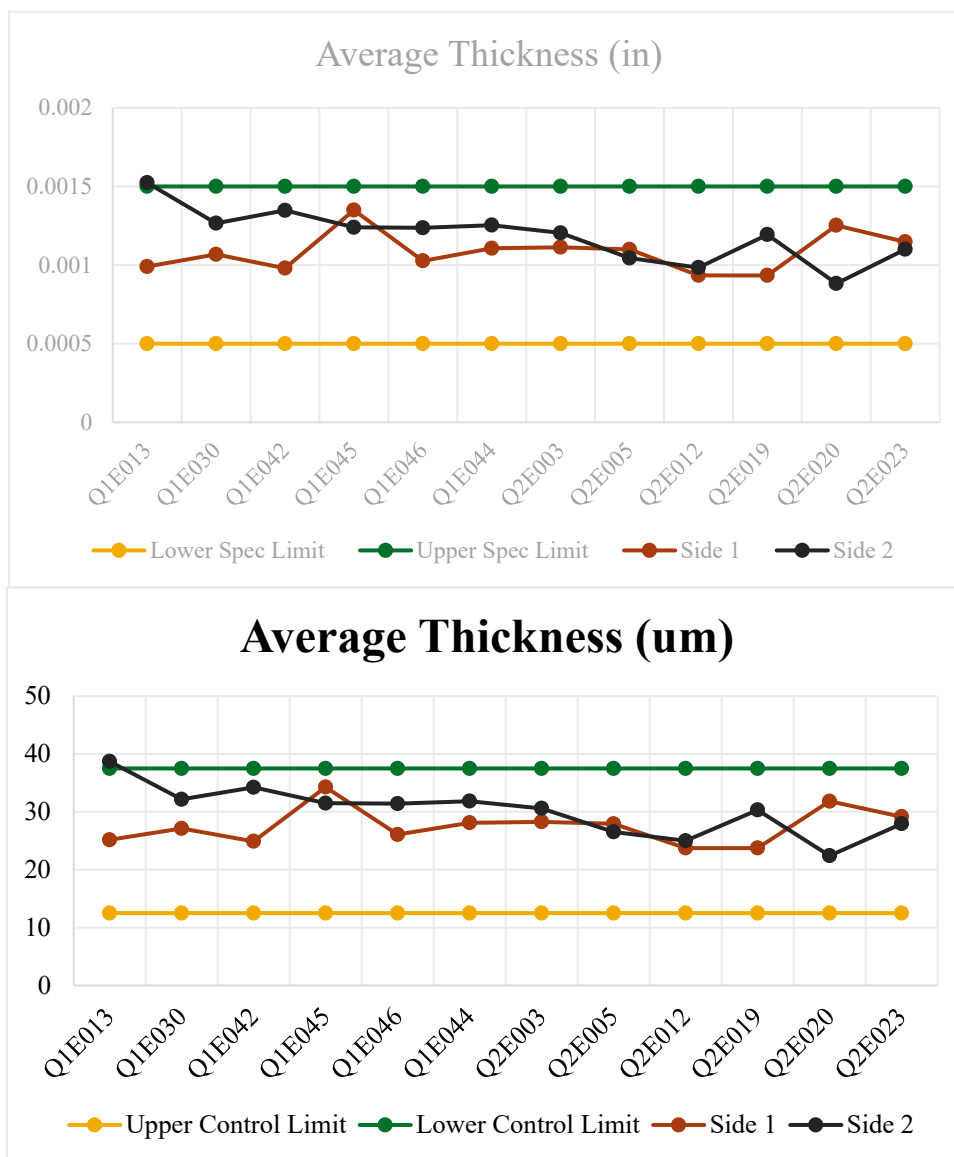 Average Thickness (in)
0.002
0.0015
0.001
0.0005
0
Q1E013 Q1E030 Q1E042 Q1E045 Q1E046 Q1E044 Q2E003 Q2E005 Q2E012 Q2E019 Q2E020 Q2E023
Lower Spec Limit Upper Spec Limit Side 1 Side 2
Average Thickness (um)
50
40
30
20
10
0
Q1E013 Q1E030 Q1E042 Q1E045 Q1E046 Q1E044 Q2E003 Q2E005 Q2E012 Q2E019 Q2E020 Q2E023
Upper Control Limit Lower Control Limit Side 1 Side 2